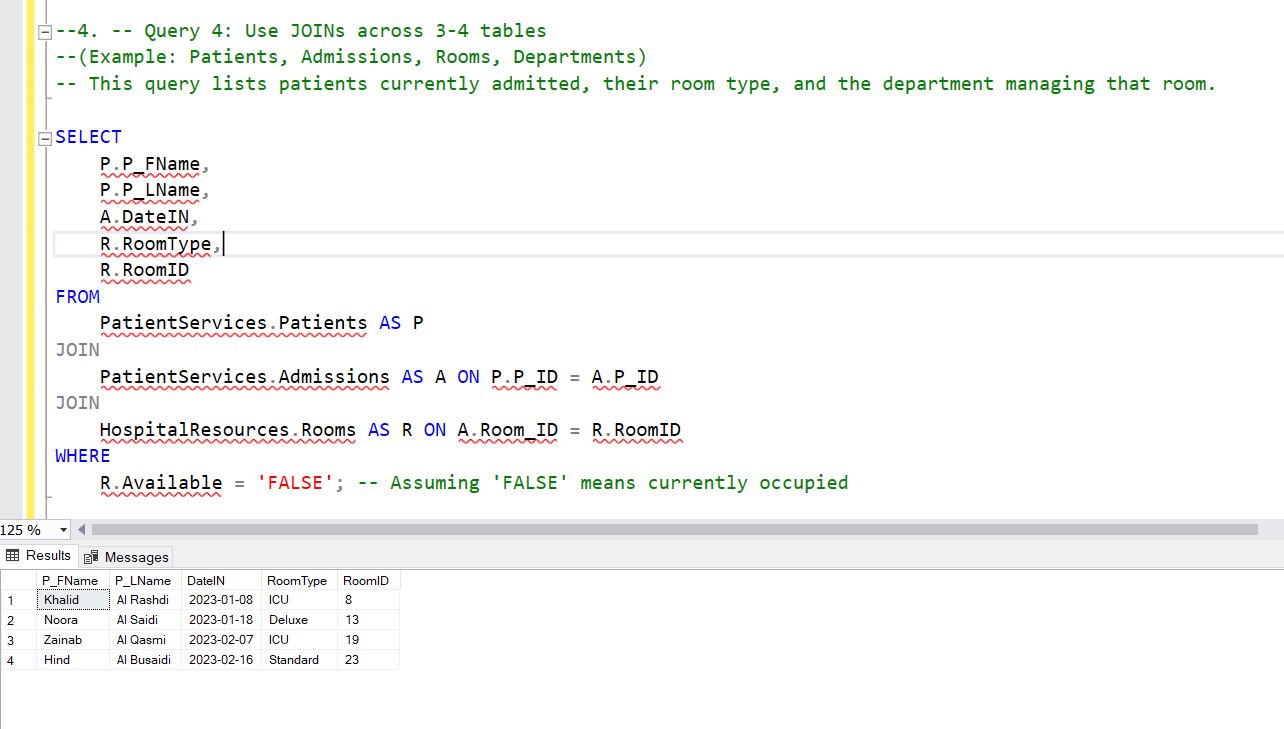 --4. -- Query 4: Use JOINs across 3-4 tables
--(Example: Patients, Admissions, Rooms, Departments)
-- This query lists patients currently admitted, their room type, and the department managing that room.
SELECT
P.P_FName,
P.P_LName,
A.DateIN,
R.RoomType,
R.RoomID
FROM
PatientServices.Patients AS P
JOIN
PatientServices.Admissions AS A ON P.P_ID = A.P_ID
JOIN
HospitalResources.Rooms AS R ON A.Room_ID = R.RoomID
WHERE
R.Available = 'FALSE'; -- Assuming 'FALSE' means currently occupied
125 %
Results Messages
P_FName P_LName DateIN RoomType RoomID
1 Khalid Al Rashdi 2023-01-08 ICU 8
2 Noora Al Saidi 2023-01-18 Deluxe 13
3 Zainab Al Qasmi 2023-02-07 ICU 19
4 Hind Al Busaidi 2023-02-16 Standard 23